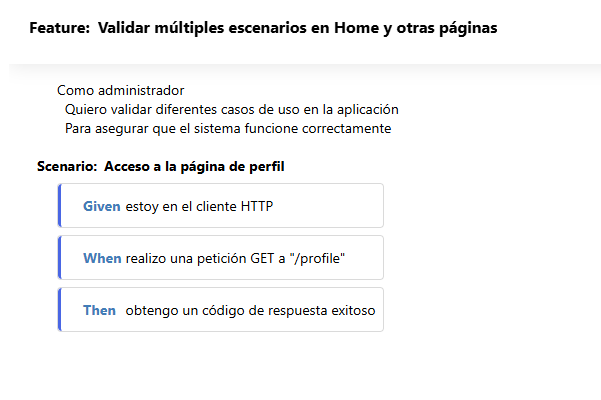 Feature: Validar múltiples escenarios en Home y otras páginas
Como administrador
Quiero validar diferentes casos de uso en la aplicación
Para asegurar que el sistema funcione correctamente
Scenario: Acceso a la página de perfil
Given estoy en el cliente HTTP
When realizo una petición GET a "/profile"
Then obtengo un código de respuesta exitoso